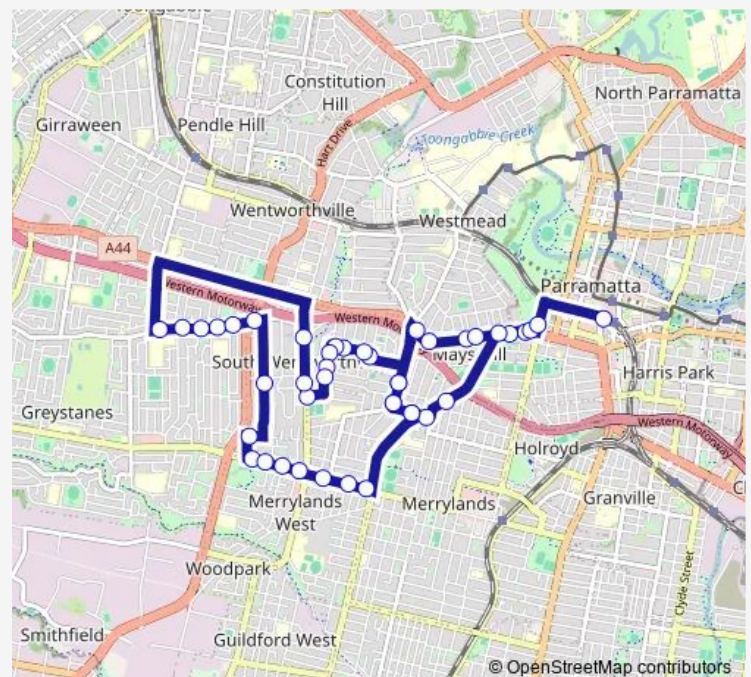 Constitution
Hill
North Parramatta
Girraween
Pendle Hill
Hart Drive
Toongabbie Creek
Wentworthville
Westmead
A44
Western Motorway
Parramatta
Western Mo
South Wentworth
Mays Hill
Harris Park
Greystanes
Western Motorway
Holroyd
Merrylands
West
Merrylands
Granville
Woodpark
Clyde Street
Smithfield
Guildford West
© OpenStreetMap contributors